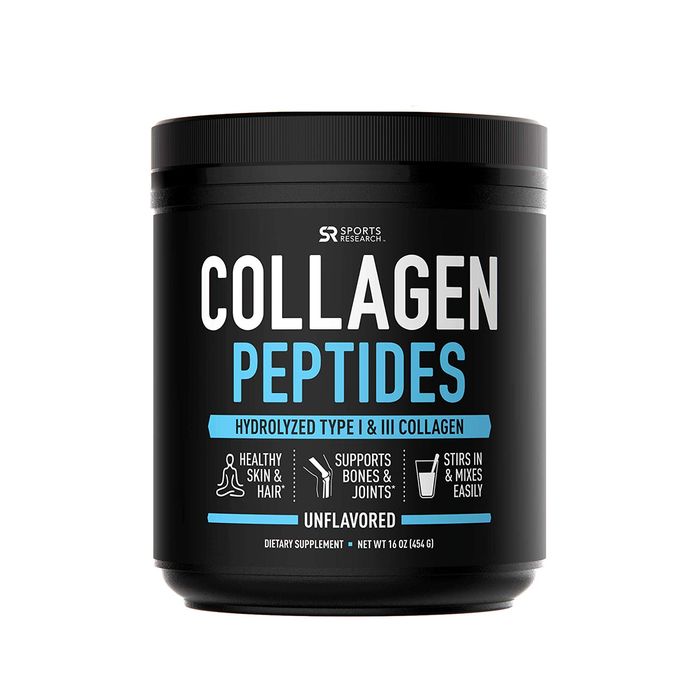 SR SPORTS
RESEARCH™
COLLAGEN
PEPTIDES
HYDROLYZED TYPE I & III COLLAGEN
HEALTHY
SKIN &
HAIR*
SUPPORTS
BONES &
JOINTS*
STIRS IN
& MIXES
EASILY
UNFLAVORED
DIETARY SUPPLEMENT ▪ NET WT 16 OZ (454 G)